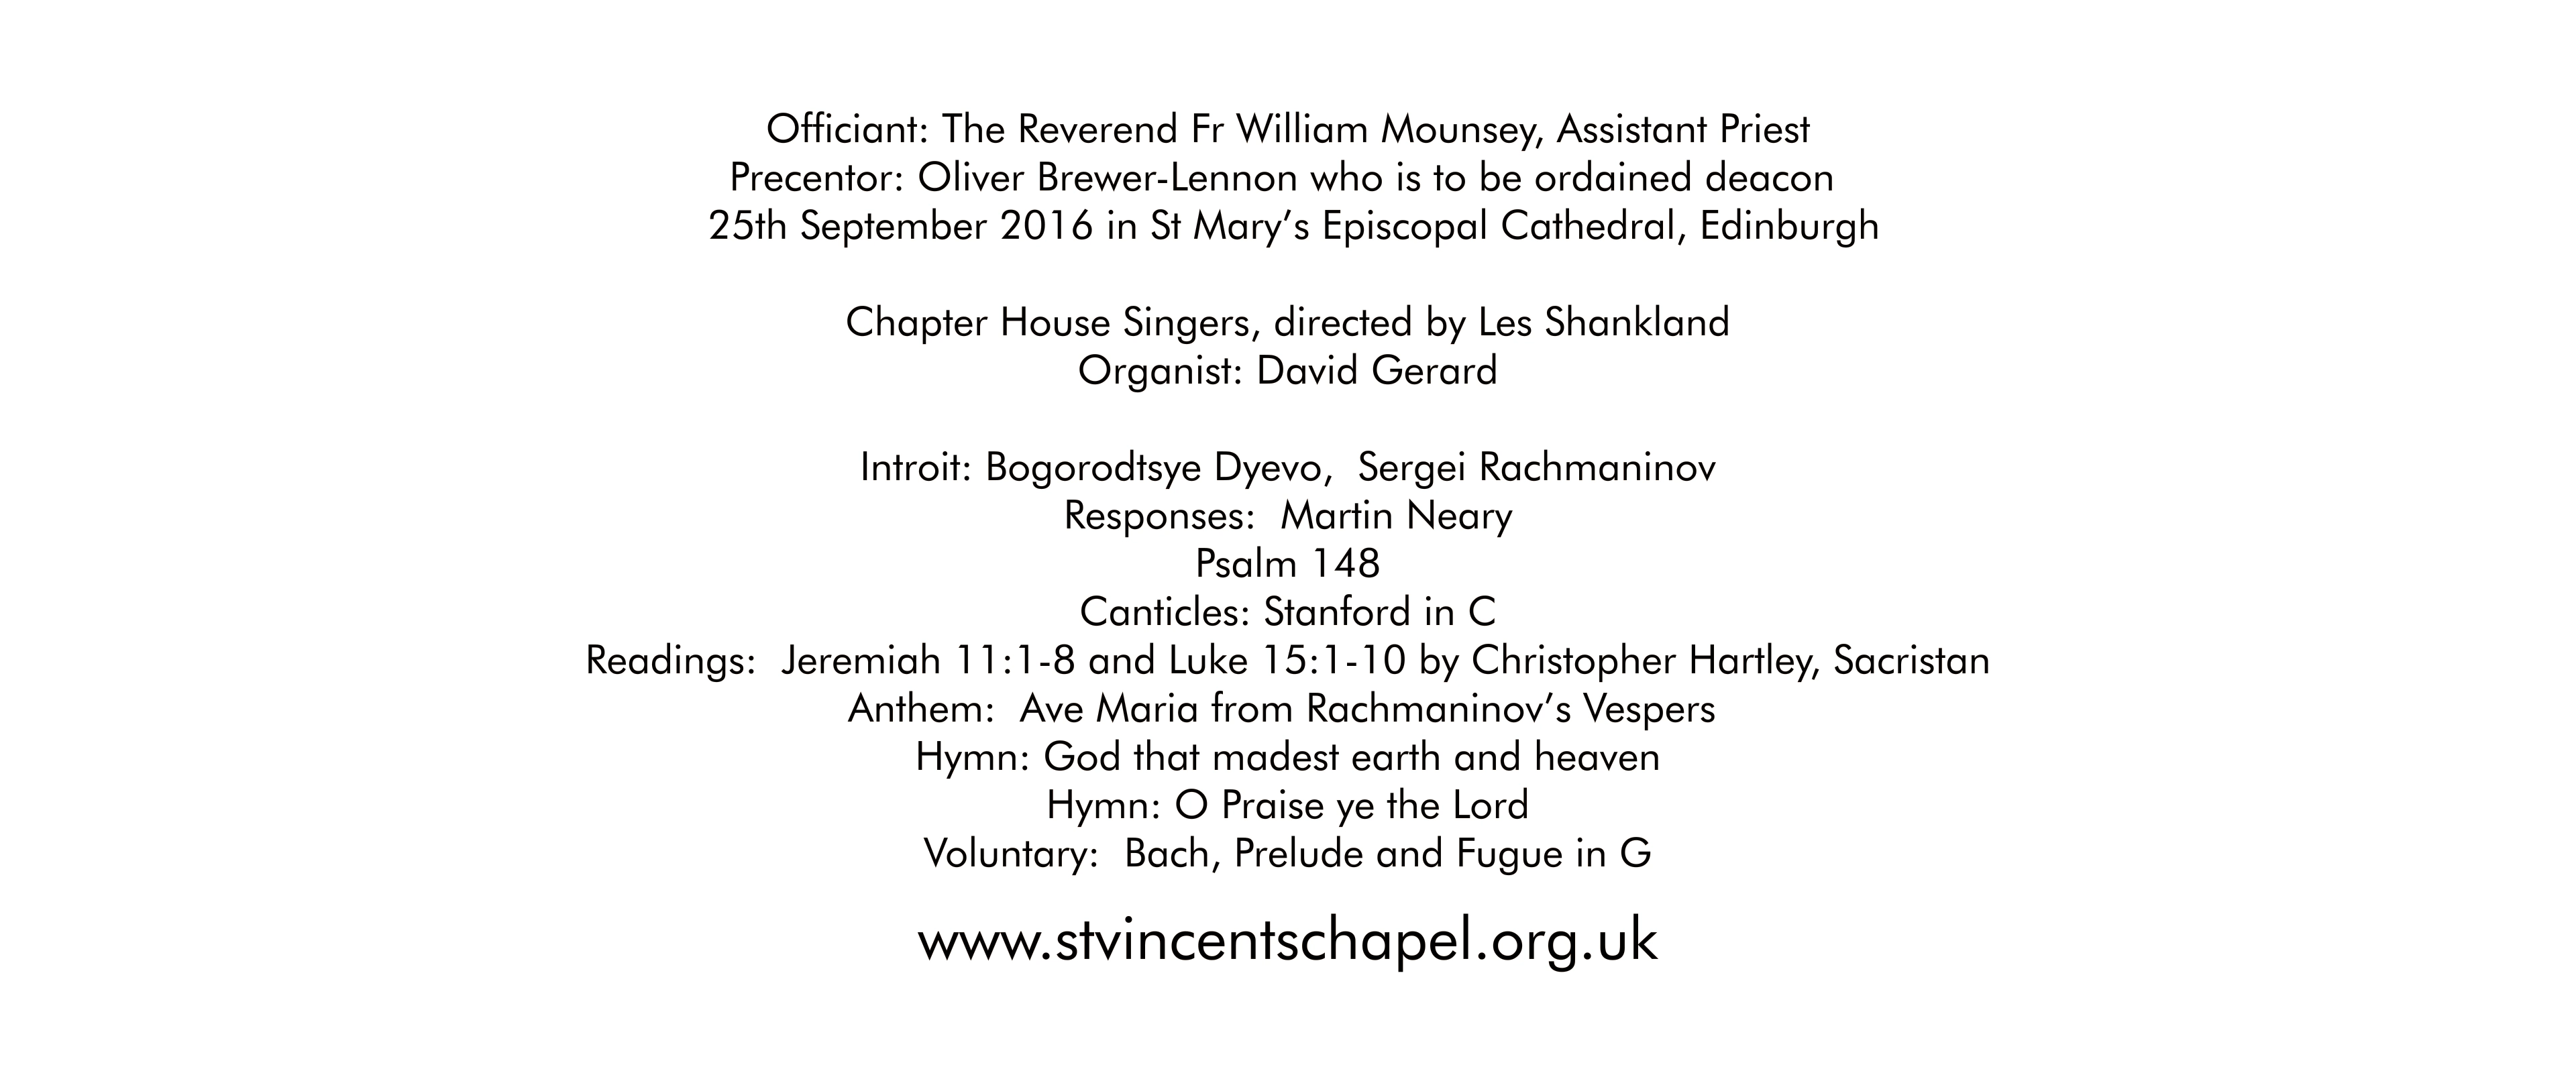 Officiant: The Reverend Fr William Mounsey, Assistant Priest
Precentor: Oliver Brewer-Lennon who is to be ordained deacon
25th September 2016 in St Mary’s Episcopal Cathedral, Edinburgh
Chapter House Singers, directed by Les Shankland
Organist: David Gerard
Introit: Bogorodtsye Dyevo,  Sergei Rachmaninov
Responses:  Martin Neary
Psalm 148
Canticles: Stanford in C
Readings:  Jeremiah 11:1-8 and Luke 15:1-10 by Christopher Hartley, Sacristan
Anthem:  Ave Maria from Rachmaninov’s Vespers
Hymn: God that madest earth and heaven
Hymn: O Praise ye the Lord
Voluntary:  Bach, Prelude and Fugue in G
www.stvincentschapel.org.uk